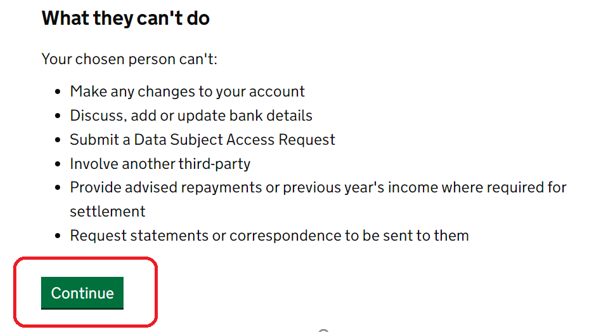 What they can't do
Your chosen person can't:
• Make any changes to your account
• Discuss, add or update bank details
• Submit a Data Subject Access Request
• Involve another third-party
• Provide advised repayments or previous year's income where required for
settlement
• Request statements or correspondence to be sent to them
Continue